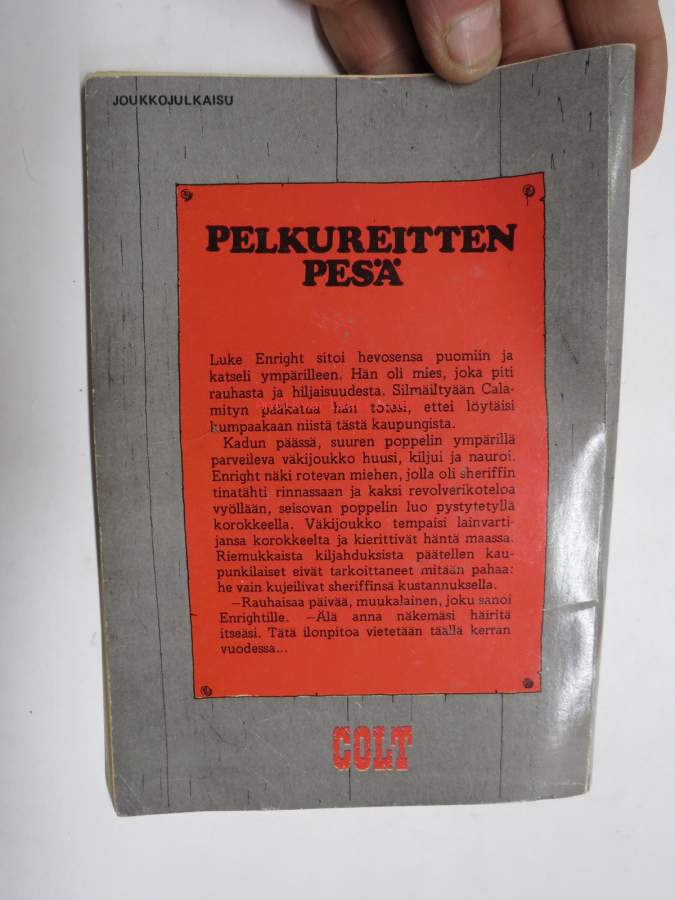 JOUKKOJULKAISU
PELKUREITTEN
PESÄ
Luke Enright sitoi hevosensa puomiin ja
katseli ympärilleen. Hän oli mies, joka piti
rauhasta ja hiljaisuudesta. Silmäiltyään Cala-
mityn pääkatua hän totesi, ettei löytäisi
kumpaakaan niistä tästä kaupungista.
Kadun päässä, suuren poppelin ympärillä
parveileva väkijoukko huusi, kiljui ja nauroi.
Enright näki rotevan miehen, jolla oli sheriffin
tinatähti rinnassaan ja kaksi revolverikoteloa
vyöllään, seisovan poppelin luo pystytetyllä
korokkeella. Väkijoukko tempaisi lainvarti-
jansa korokkeelta ja kierittivät häntä maassa.
Riemukkaista kiljahduksista päätellen kau-
punkilaiset eivät tarkoittaneet mitään pahaa:
he vain kujeilivat sheriffinsä kustannuksella.
—Rauhaisaa päivää, muukalainen, joku sanoi
Enrightille. —Älä anna näkemäsi häiritä
itseäsi. Tätä ilonpitoa vietetään täällä kerran
vuodessa...
COLT